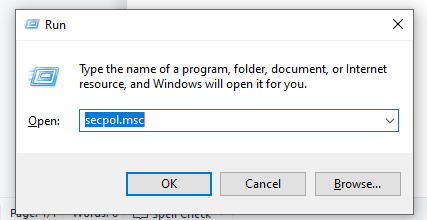 Run
Type the name of a program, folder, document, or Internet
resource, and Windows will open it for you.
Open: secpol.msc
OK Cancel Browse...
Page: 1/1 Words: 0 Spell Check